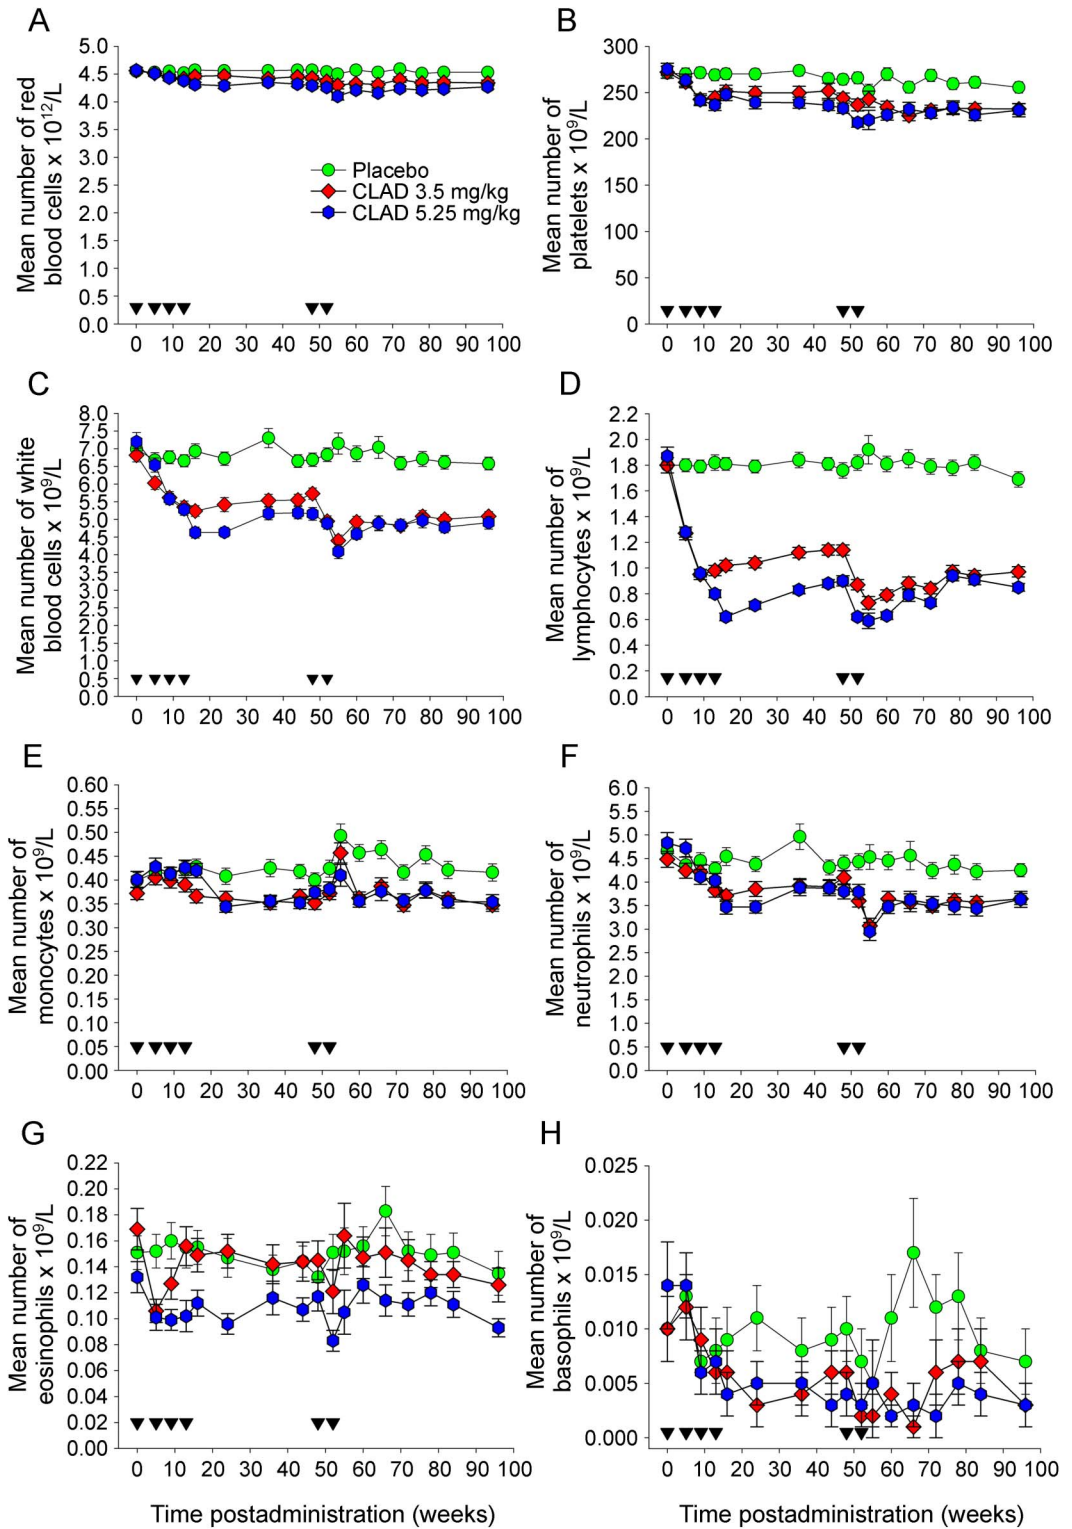 A
Mean number of red
blood cells x 10¹²/L
5.0
4.5
4.0
3.5
3.0
2.5
2.0
1.5
1.0
0.5
0.0
Placebo
CLAD 3.5 mg/kg
CLAD 5.25 mg/kg
0 10 20 30 40 50 60 70 80 90 100
B
Mean number of
platelets x 10⁹/L
300
250
200
150
100
50
0
0 10 20 30 40 50 60 70 80 90 100
C
Mean number of white
blood cells x 10⁹/L
8.0
7.5
7.0
6.5
6.0
5.5
5.0
4.5
4.0
3.5
3.0
2.5
2.0
1.5
1.0
0.5
0.0
0 10 20 30 40 50 60 70 80 90 100
D
Mean number of
lymphocytes x 10⁹/L
2.2
2.0
1.8
1.6
1.4
1.2
1.0
0.8
0.6
0.4
0.2
0.0
0 10 20 30 40 50 60 70 80 90 100
E
Mean number of
monocytes x 10⁹/L
0.60
0.55
0.50
0.45
0.40
0.35
0.30
0.25
0.20
0.15
0.10
0.05
0.00
0 10 20 30 40 50 60 70 80 90 100
F
Mean number of
neutrophils x 10⁹/L
6.0
5.5
5.0
4.5
4.0
3.5
3.0
2.5
2.0
1.5
1.0
0.5
0.0
0 10 20 30 40 50 60 70 80 90 100
G
Mean number of
eosinophils x 10⁹/L
0.22
0.20
0.18
0.16
0.14
0.12
0.10
0.08
0.06
0.04
0.02
0.00
0 10 20 30 40 50 60 70 80 90 100
Time postadministration (weeks)
H
Mean number of
basophils x 10⁹/L
0.025
0.020
0.015
0.010
0.005
0.000
0 10 20 30 40 50 60 70 80 90 100
Time postadministration (weeks)